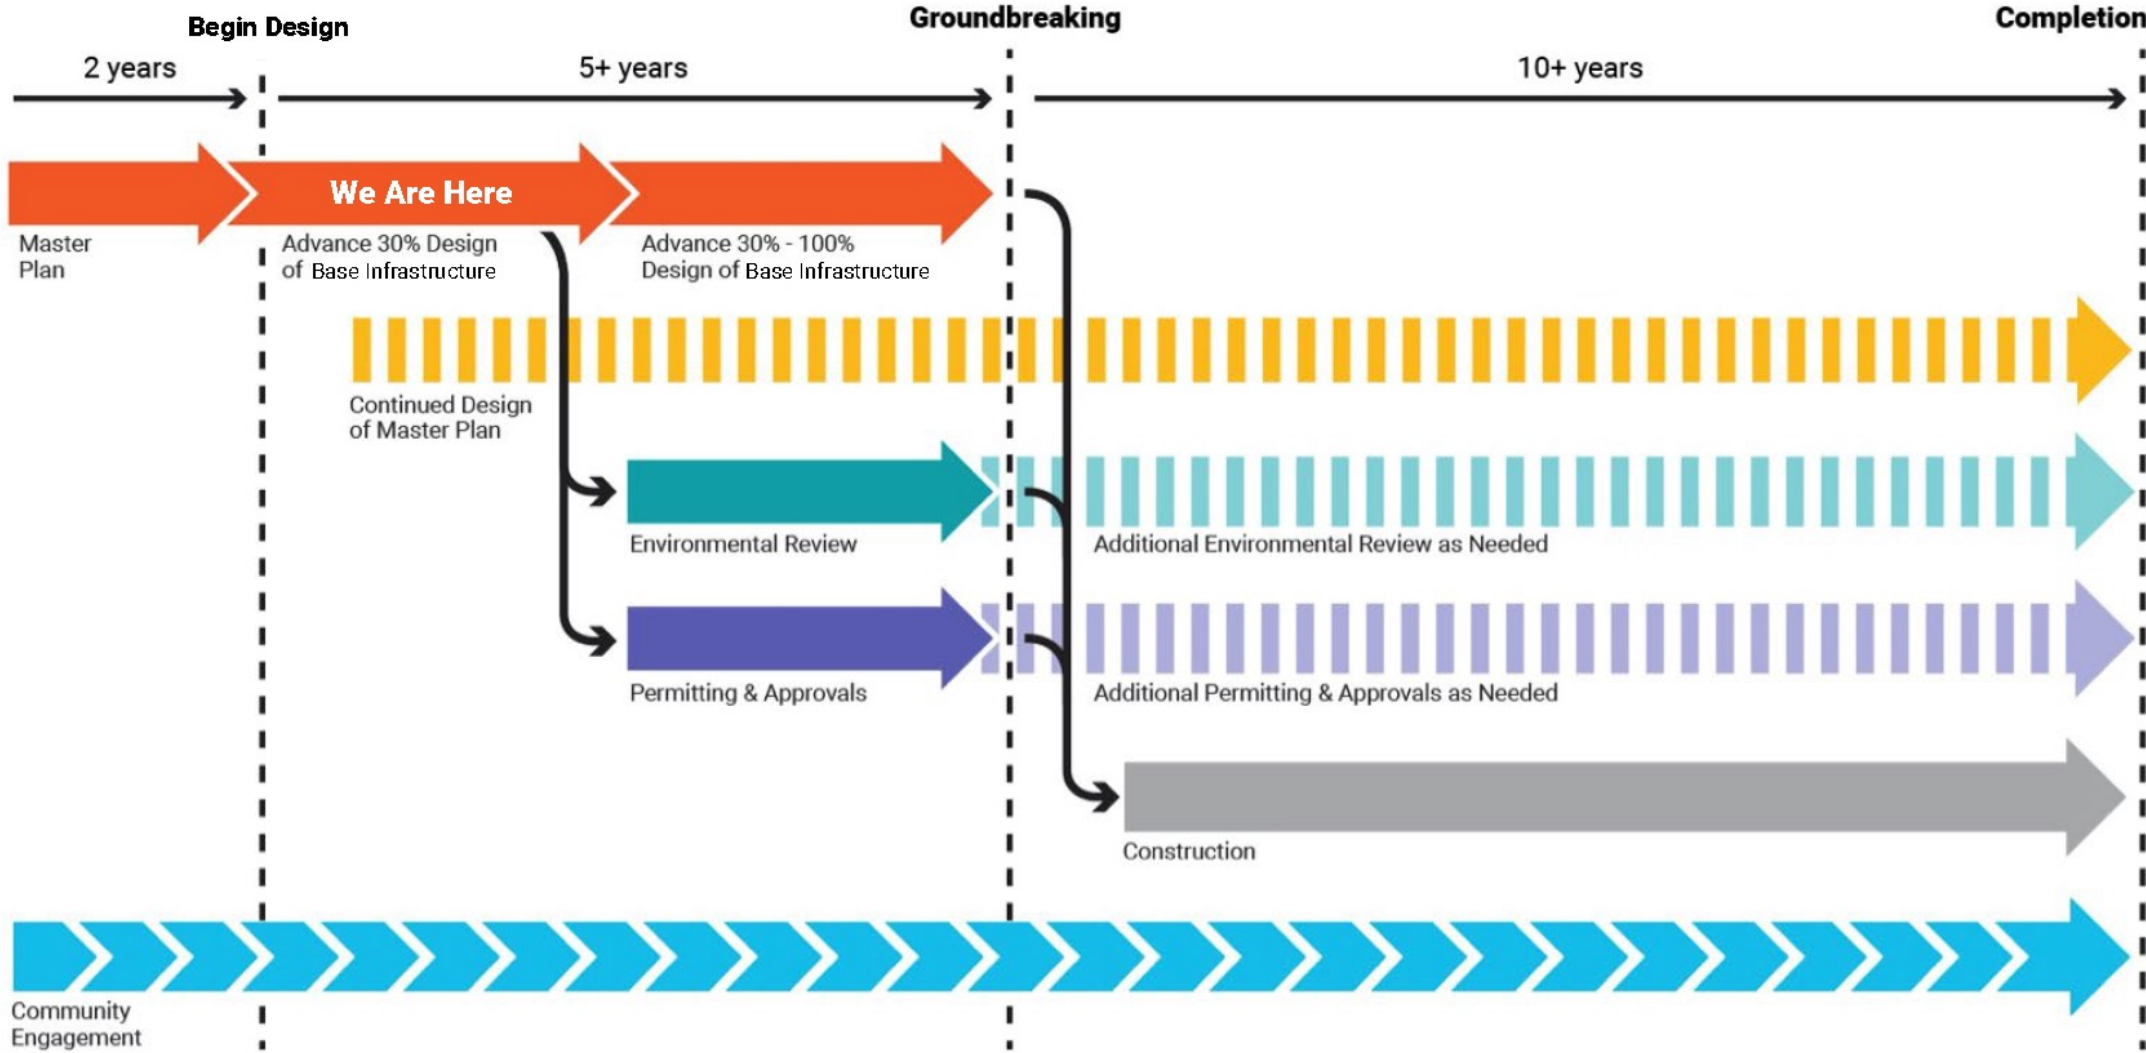 Begin Design
Groundbreaking
Completion
2 years
5+ years
10+ years
We Are Here
Master
Plan
Advance 30% Design
of Base Infrastructure
Advance 30% - 100%
Design of Base Infrastructure
Continued Design
of Master Plan
Environmental Review
Additional Environmental Review as Needed
Permitting & Approvals
Additional Permitting & Approvals as Needed
Construction
Community
Engagement